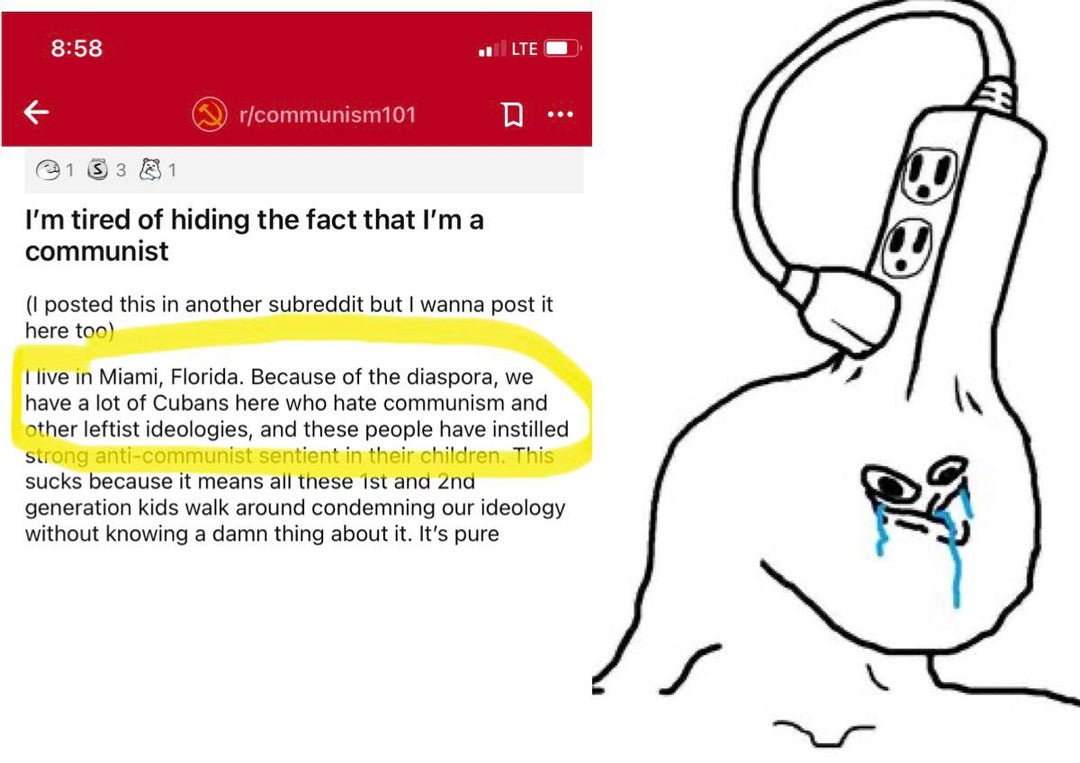 8:58
LTE
r/communism101
1 3 1
I'm tired of hiding the fact that I'm a
communist
(I posted this in another subreddit but I wanna post it
here too)
I live in Miami, Florida. Because of the diaspora, we
have a lot of Cubans here who hate communism and
other leftist ideologies, and these people have instilled
strong anti-communist sentient in their children. This
sucks because it means all these 1st and 2nd
generation kids walk around condemning our ideology
without knowing a damn thing about it. It's pure